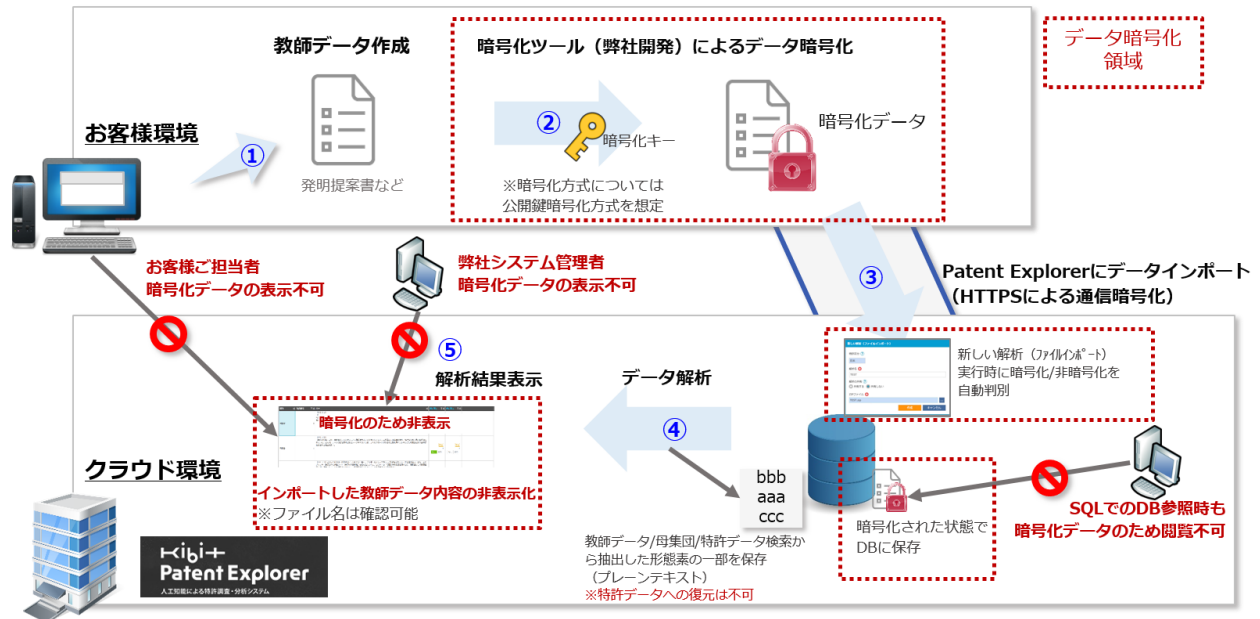 教師データ作成
暗号化ツール（弊社開発）によるデータ暗号化
データ暗号化
領域
お客様環境
①
発明提案書など
②
暗号化キー
※暗号化方式については
公開鍵暗号化方式を想定
暗号化データ
お客様ご担当者
暗号化データの表示不可
弊社システム管理者
暗号化データの表示不可
③
Patent Explorerにデータインポート
（HTTPSによる通信暗号化）
新しい解析（ファイルインポート）
新しい解析（ﾌｧｲﾙｲﾝﾎﾟｰﾄ）
実行時に暗号化/非暗号化を
自動判別
⑤
解析結果表示
暗号化のため非表示
インポートした教師データ内容の非表示化
※ファイル名は確認可能
データ解析
④
bbb
aaa
ccc
教師データ/母集団/特許データ検索か
ら抽出した形態素の一部を保存
（プレーンテキスト）
※特許データへの復元は不可
暗号化された状態で
DBに保存
SQLでのDB参照時も
暗号化データのため閲覧不可
クラウド環境
Kibit
Patent Explorer
人工知能による特許調査・分析システム